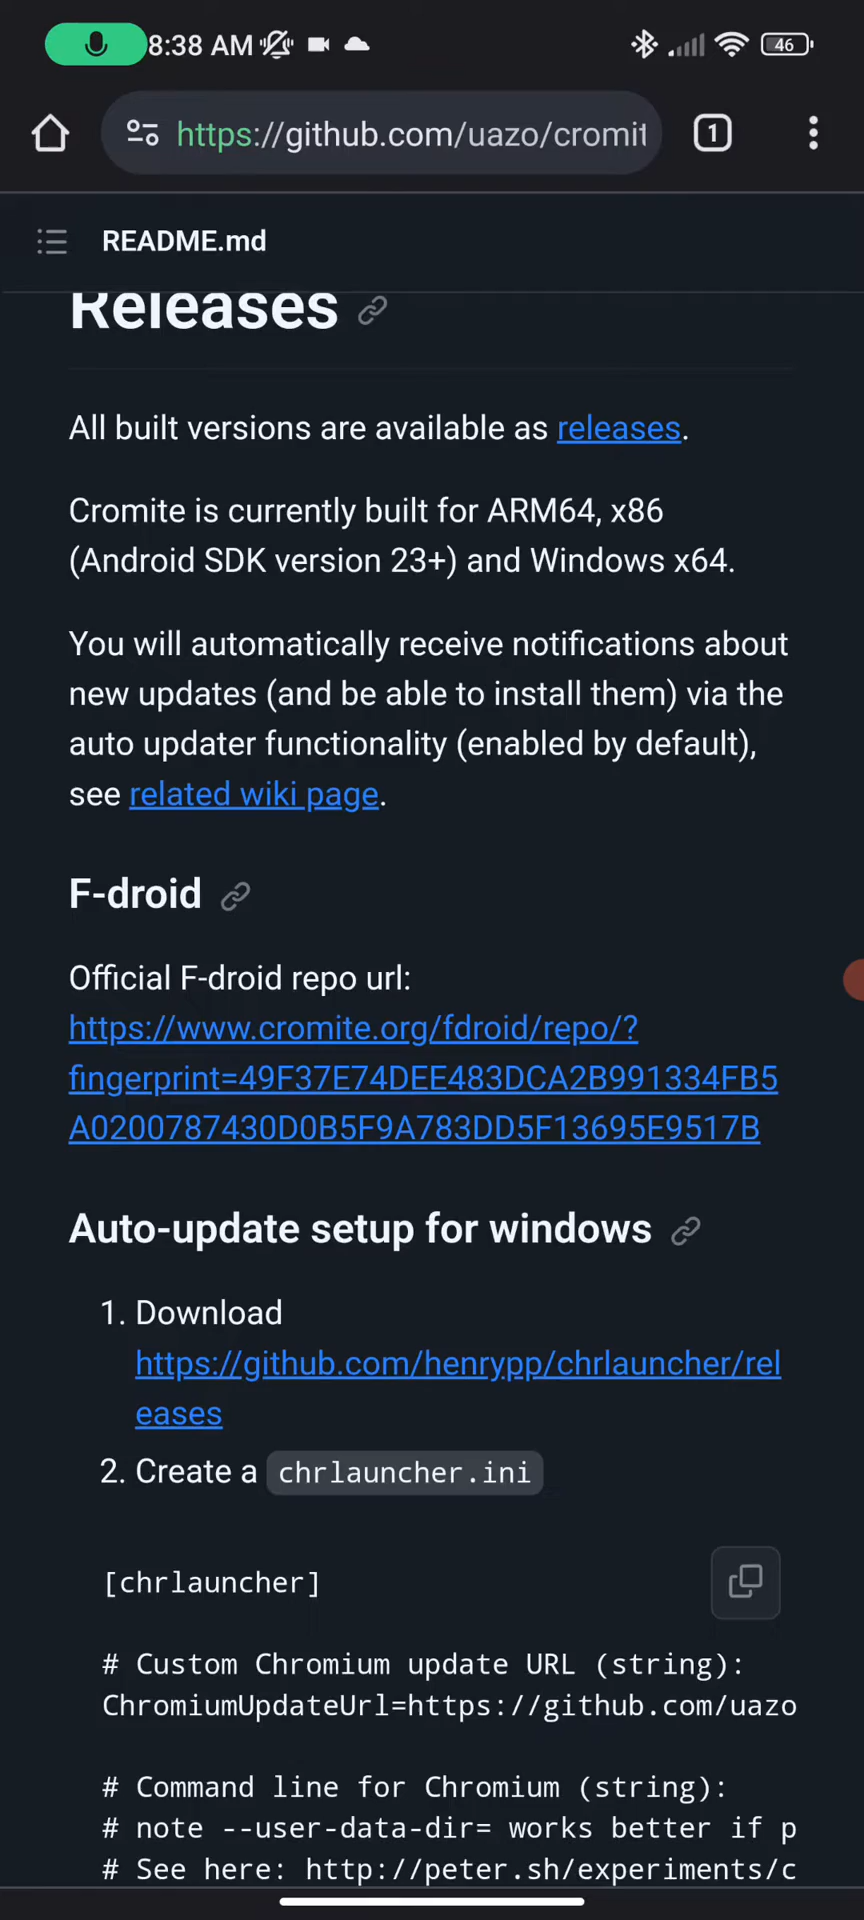 8:38 AM
46
https://github.com/uazo/cromit
1
README.md
Releases
All built versions are available as releases.
Cromite is currently built for ARM64, x86
(Android SDK version 23+) and Windows x64.
You will automatically receive notifications about
new updates (and be able to install them) via the
auto updater functionality (enabled by default),
see related wiki page.
F-droid
Official F-droid repo url:
https://www.cromite.org/fdroid/repo/?
fingerprint=49F37E74DEE483DCA2B991334FB5
A0200787430D0B5F9A783DD5F13695E9517B
Auto-update setup for windows
1. Download
https://github.com/henrypp/chrlauncher/rel
eases
2. Create a chrlauncher.ini
[chrlauncher]
# Custom Chromium update URL (string):
ChromiumUpdateUrl=https://github.com/uazo
# Command line for Chromium (string):
# note --user-data-dir= works better if p
# See here: http://peter.sh/experiments/c